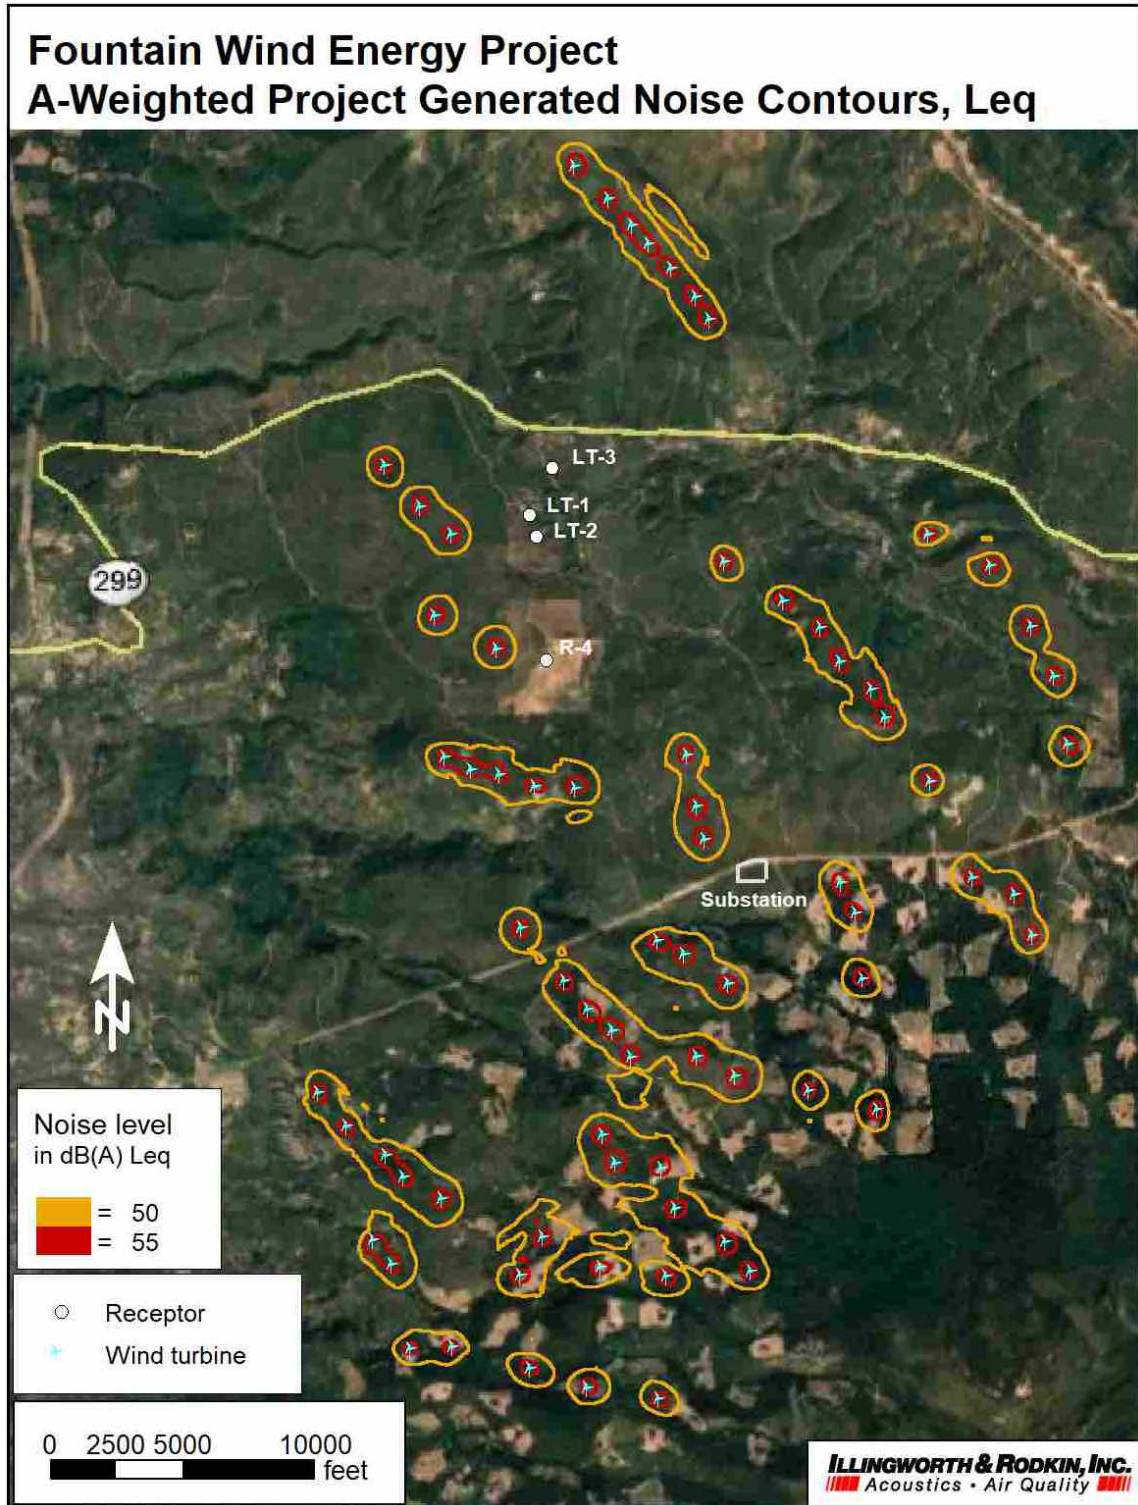 Fountain Wind Energy Project
A-Weighted Project Generated Noise Contours, Leq
LT-3
LT-1
LT-2
299
R-4
Substation
N
Noise level
in dB(A) Leq
= 50
= 55
Receptor
Wind turbine
0 2500 5000 10000
feet
ILLINGWORTH & RODKIN, INC.
Acoustics • Air Quality